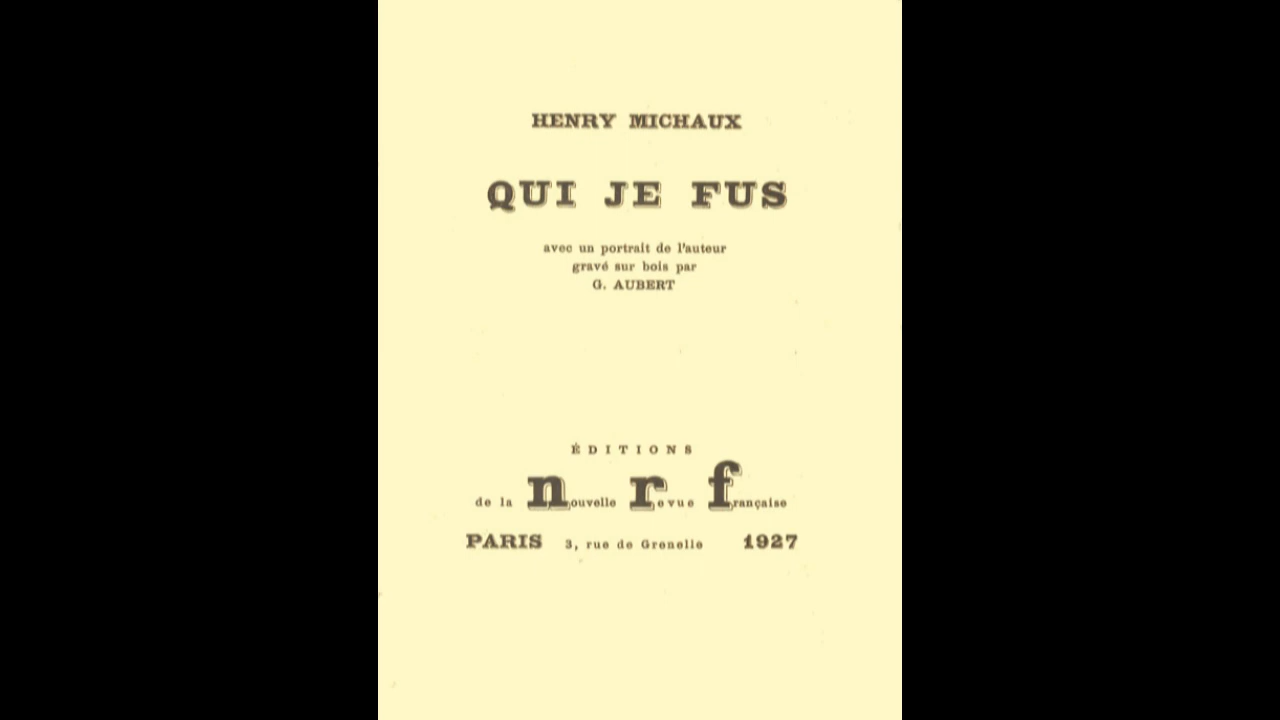 HENRY MICHAUX
QUI JE FUS
avec un portrait de l'auteur
gravé sur bois par
G. AUBERT
ÉDITIONS
de la nouvelle revue française
PARIS 3, rue de Grenelle 1927